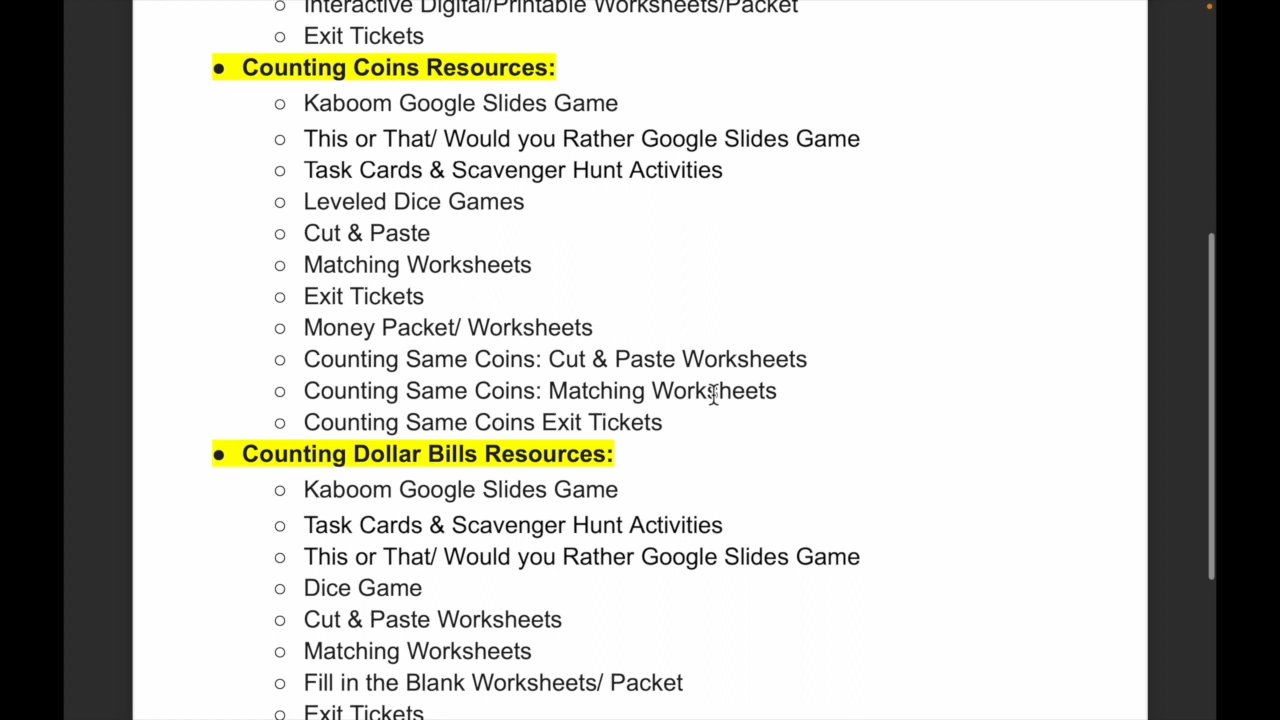 ○ Interactive Digital/Printable Worksheets/Packet
○ Exit Tickets
● Counting Coins Resources:
○ Kaboom Google Slides Game
○ This or That/ Would you Rather Google Slides Game
○ Task Cards & Scavenger Hunt Activities
○ Leveled Dice Games
○ Cut & Paste
○ Matching Worksheets
○ Exit Tickets
○ Money Packet/ Worksheets
○ Counting Same Coins: Cut & Paste Worksheets
○ Counting Same Coins: Matching Worksheets
○ Counting Same Coins Exit Tickets
● Counting Dollar Bills Resources:
○ Kaboom Google Slides Game
○ Task Cards & Scavenger Hunt Activities
○ This or That/ Would you Rather Google Slides Game
○ Dice Game
○ Cut & Paste Worksheets
○ Matching Worksheets
○ Fill in the Blank Worksheets/ Packet
○ Exit Tickets